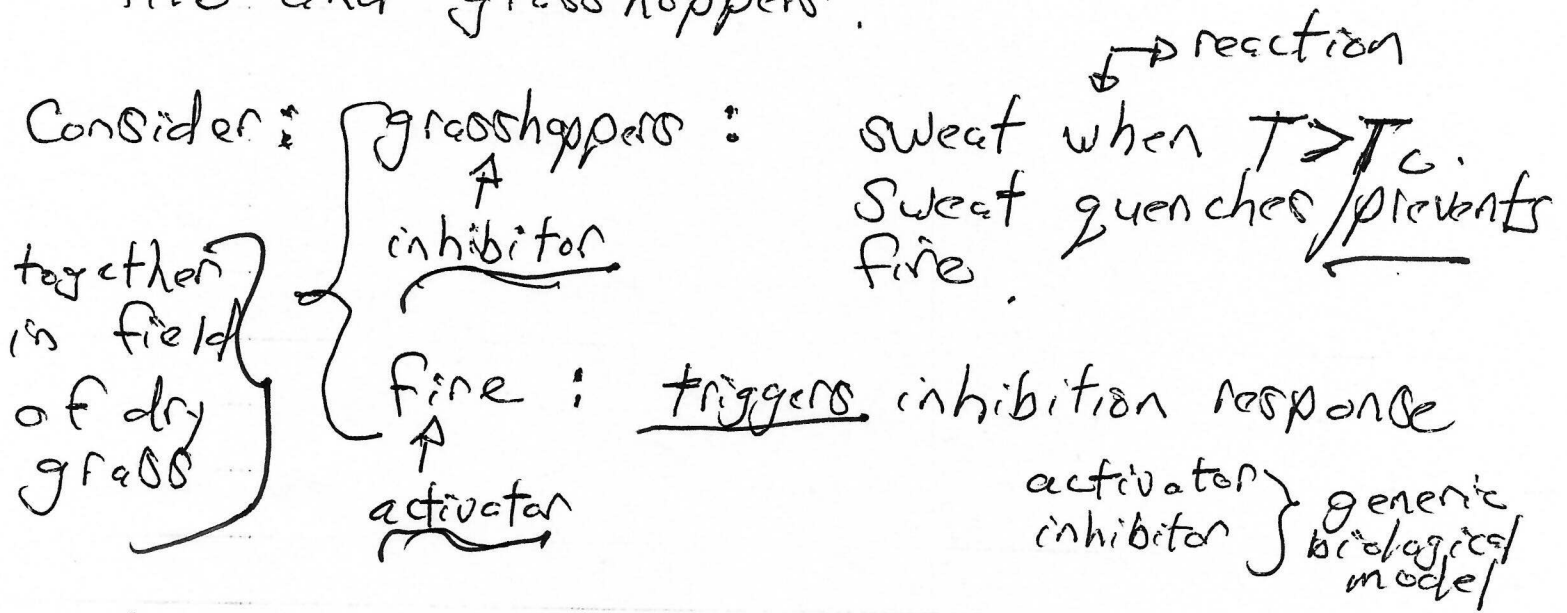 and grasshoppers.
reaction
Consider: grasshoppers : sweat when T > Tc.
inhibitor
sweat quenches/prevents
fire.
together
in field
of dry
grass
fire : triggers inhibition response
activator
activator
inhibitor } generic
biological
model